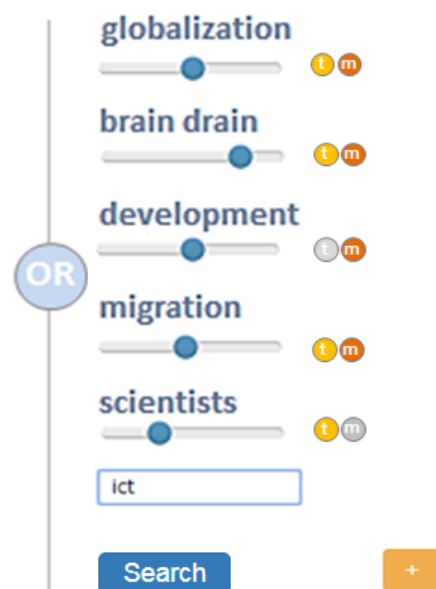 globalization
t m
brain drain
t m
development
t m
OR
migration
t m
scientists
t m
ict
Search +